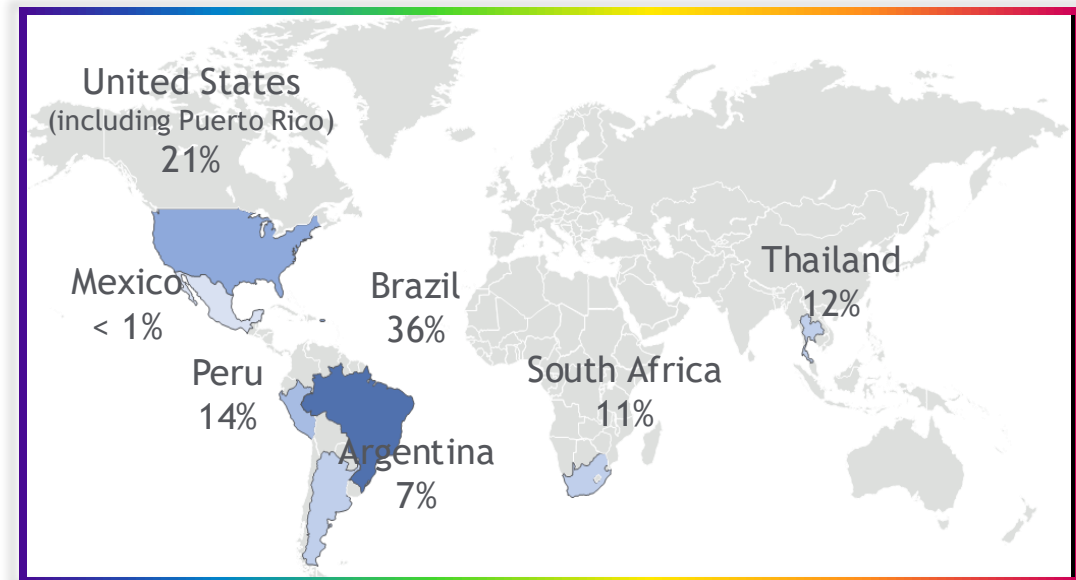 United States
(including Puerto Rico)
21%
Mexico
< 1%
Brazil
36%
Thailand
12%
Peru
14%
South Africa
11%
Argentina
7%